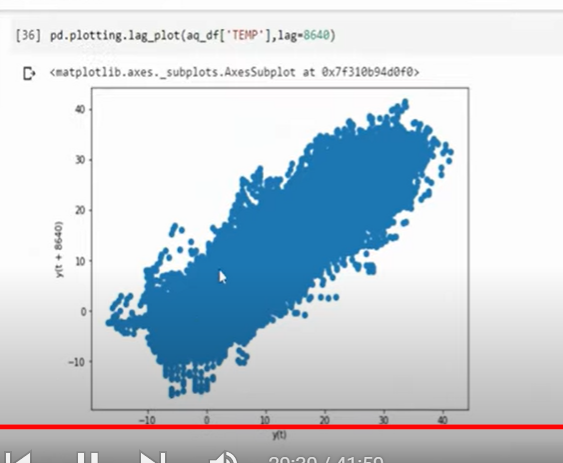 [36] pd.plotting.lag_plot(aq_df['TEMP'],lag=8640)
<matplotlib.axes._subplots.AxesSubplot at 0x7f310b94d0f0>
40
30
20
10
0
−10
y(t + 8640)
−10 0 10 20 30 40
y(t)